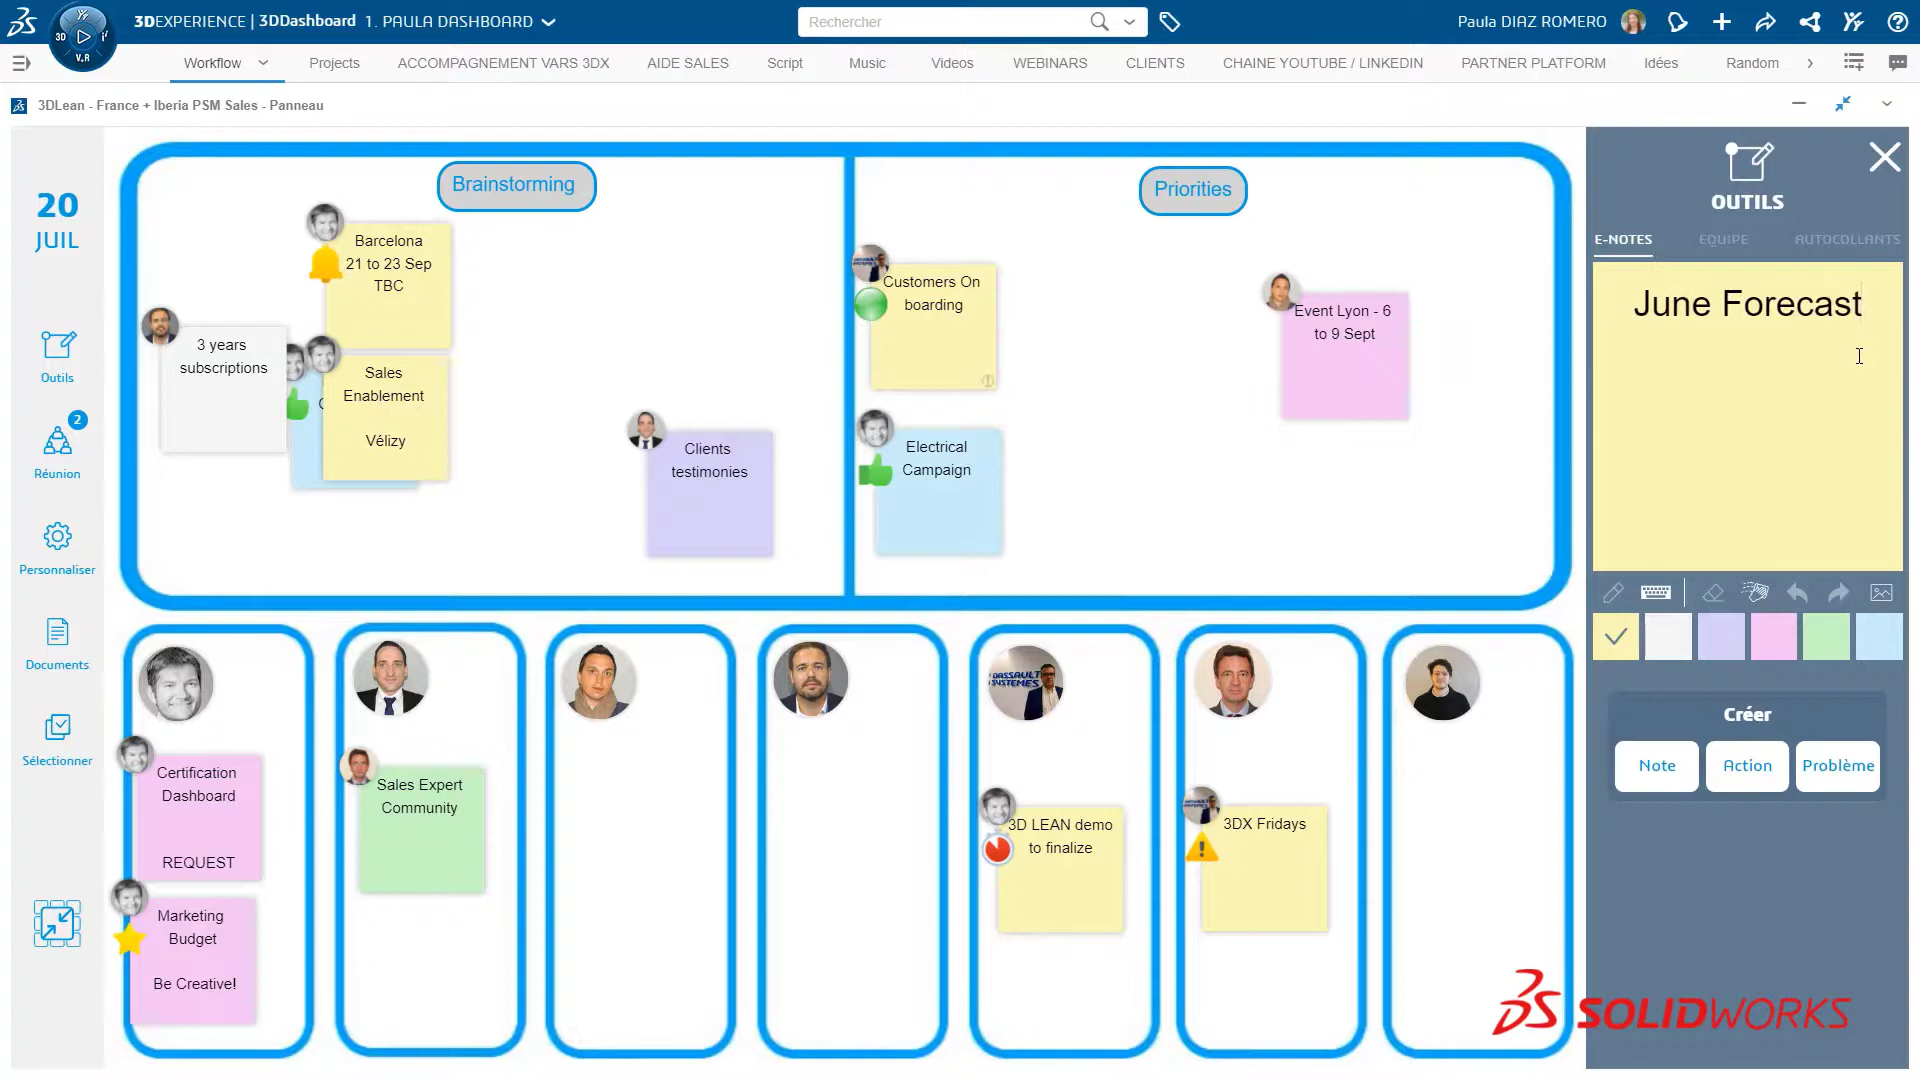 3DEXPERIENCE | 3DDashboard 1. PAULA DASHBOARD
Rechercher
Paula DIAZ ROMERO
3D
V.R
Workflow
Projects
ACCOMPAGNEMENT VARS 3DX
AIDE SALES
Script
Music
Videos
WEBINARS
CLIENTS
CHAINE YOUTUBE / LINKEDIN
PARTNER PLATFORM
Idées
Random
3DLean - France + Iberia PSM Sales - Panneau
20
JUIL
Outils
2
Réunion
Personnaliser
Documents
Sélectionner
Brainstorming
Barcelona
21 to 23 Sep
TBC
3 years
subscriptions
Sales
Enablement
Vélizy
Clients
testimonies
Priorities
Customers On
boarding
Event Lyon - 6
to 9 Sept
Electrical
Campaign
Certification
Dashboard
REQUEST
Marketing
Budget
Be Creative!
Sales Expert
Community
DASSAULT
SYSTEMES
3D LEAN demo
to finalize
3DX Fridays
OUTILS
E-NOTES
ÉQUIPE
AUTOCOLLANTS
June Forecast
Créer
Note
Action
Problème
SOLIDWORKS